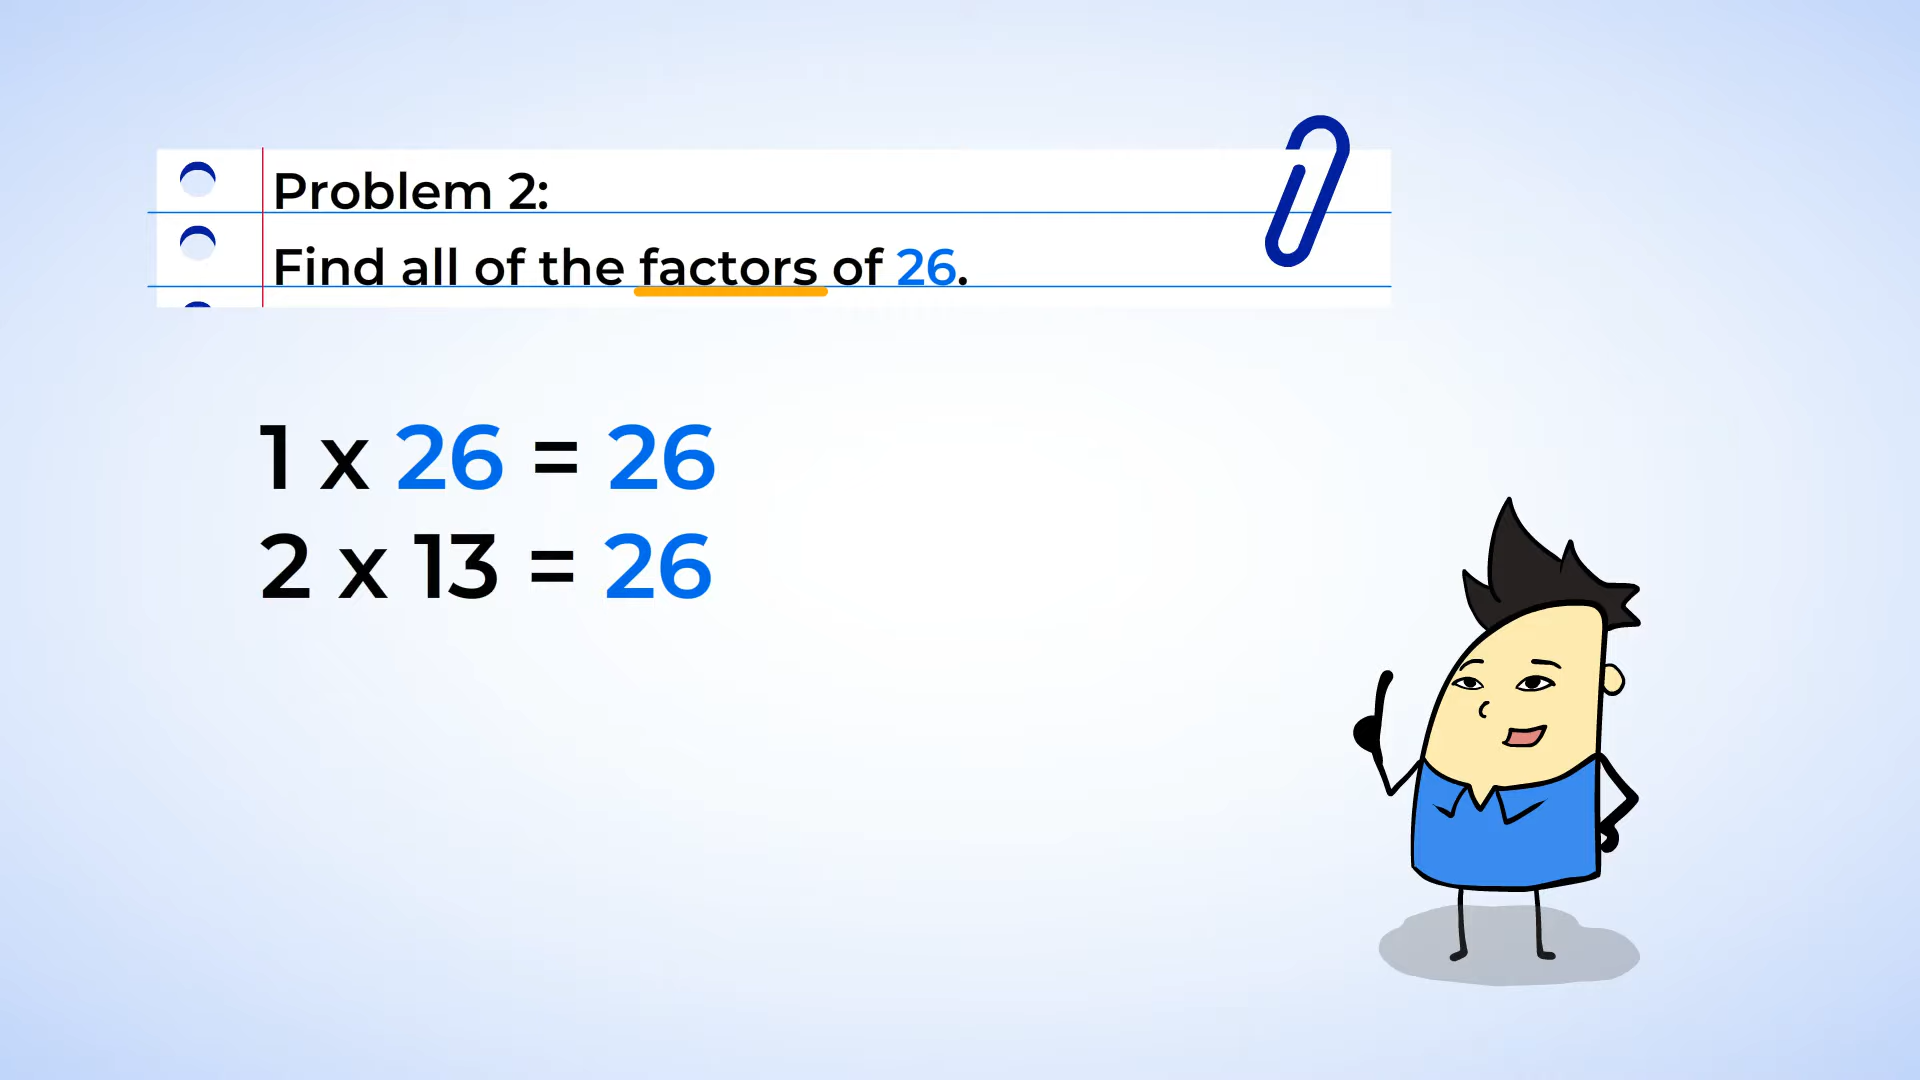 Problem 2:
Find all of the factors of 26.
1 x 26 = 26
2 x 13 = 26